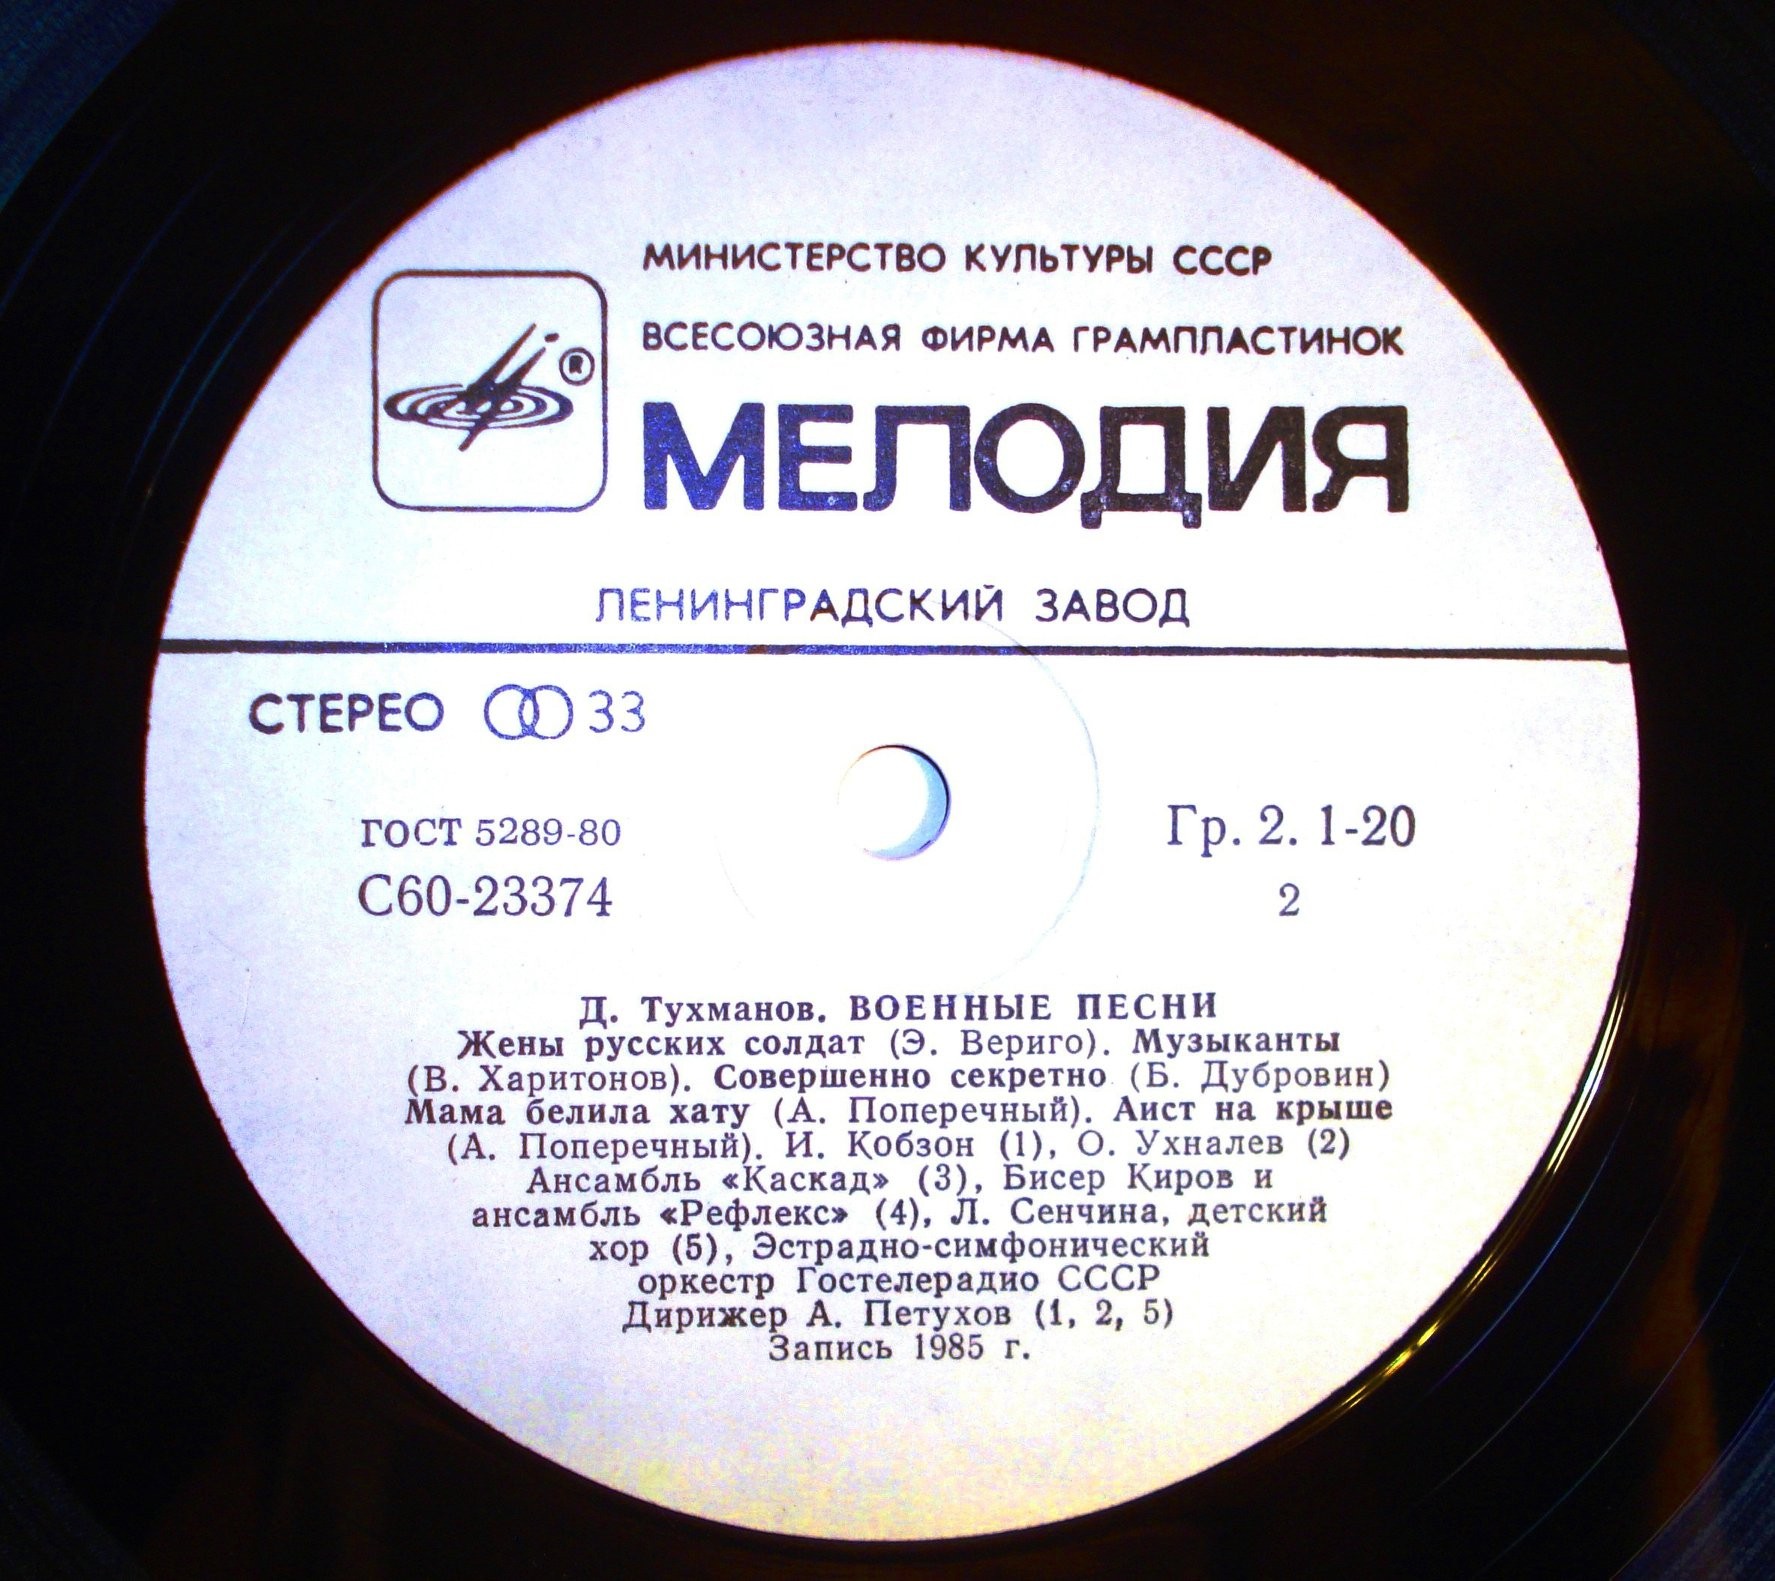 МИНИСТЕРСТВО КУЛЬТУРЫ СССР
ВСЕСОЮЗНАЯ ФИРМА ГРАМПЛАСТИНОК
®
МЕЛОДИЯ
ЛЕНИНГРАДСКИЙ ЗАВОД
СТЕРЕО 33
ГОСТ 5289-80
Гр. 2. 1-20
С60-23374
2
Д. Тухманов. ВОЕННЫЕ ПЕСНИ
Жены русских солдат (Э. Вериго). Музыканты
(В. Харитонов). Совершенно секретно (Б. Дубровин)
Мама белила хату (А. Поперечный). Аист на крыше
(А. Поперечный). И. Кобзон (1), О. Ухналев (2)
Ансамбль «Каскад» (3), Бисер Киров и
ансамбль «Рефлекс» (4), Л. Сенчина, детский
хор (5), Эстрадно-симфонический
оркестр Гостелерадио СССР
Дирижер А. Петухов (1, 2, 5)
Запись 1985 г.